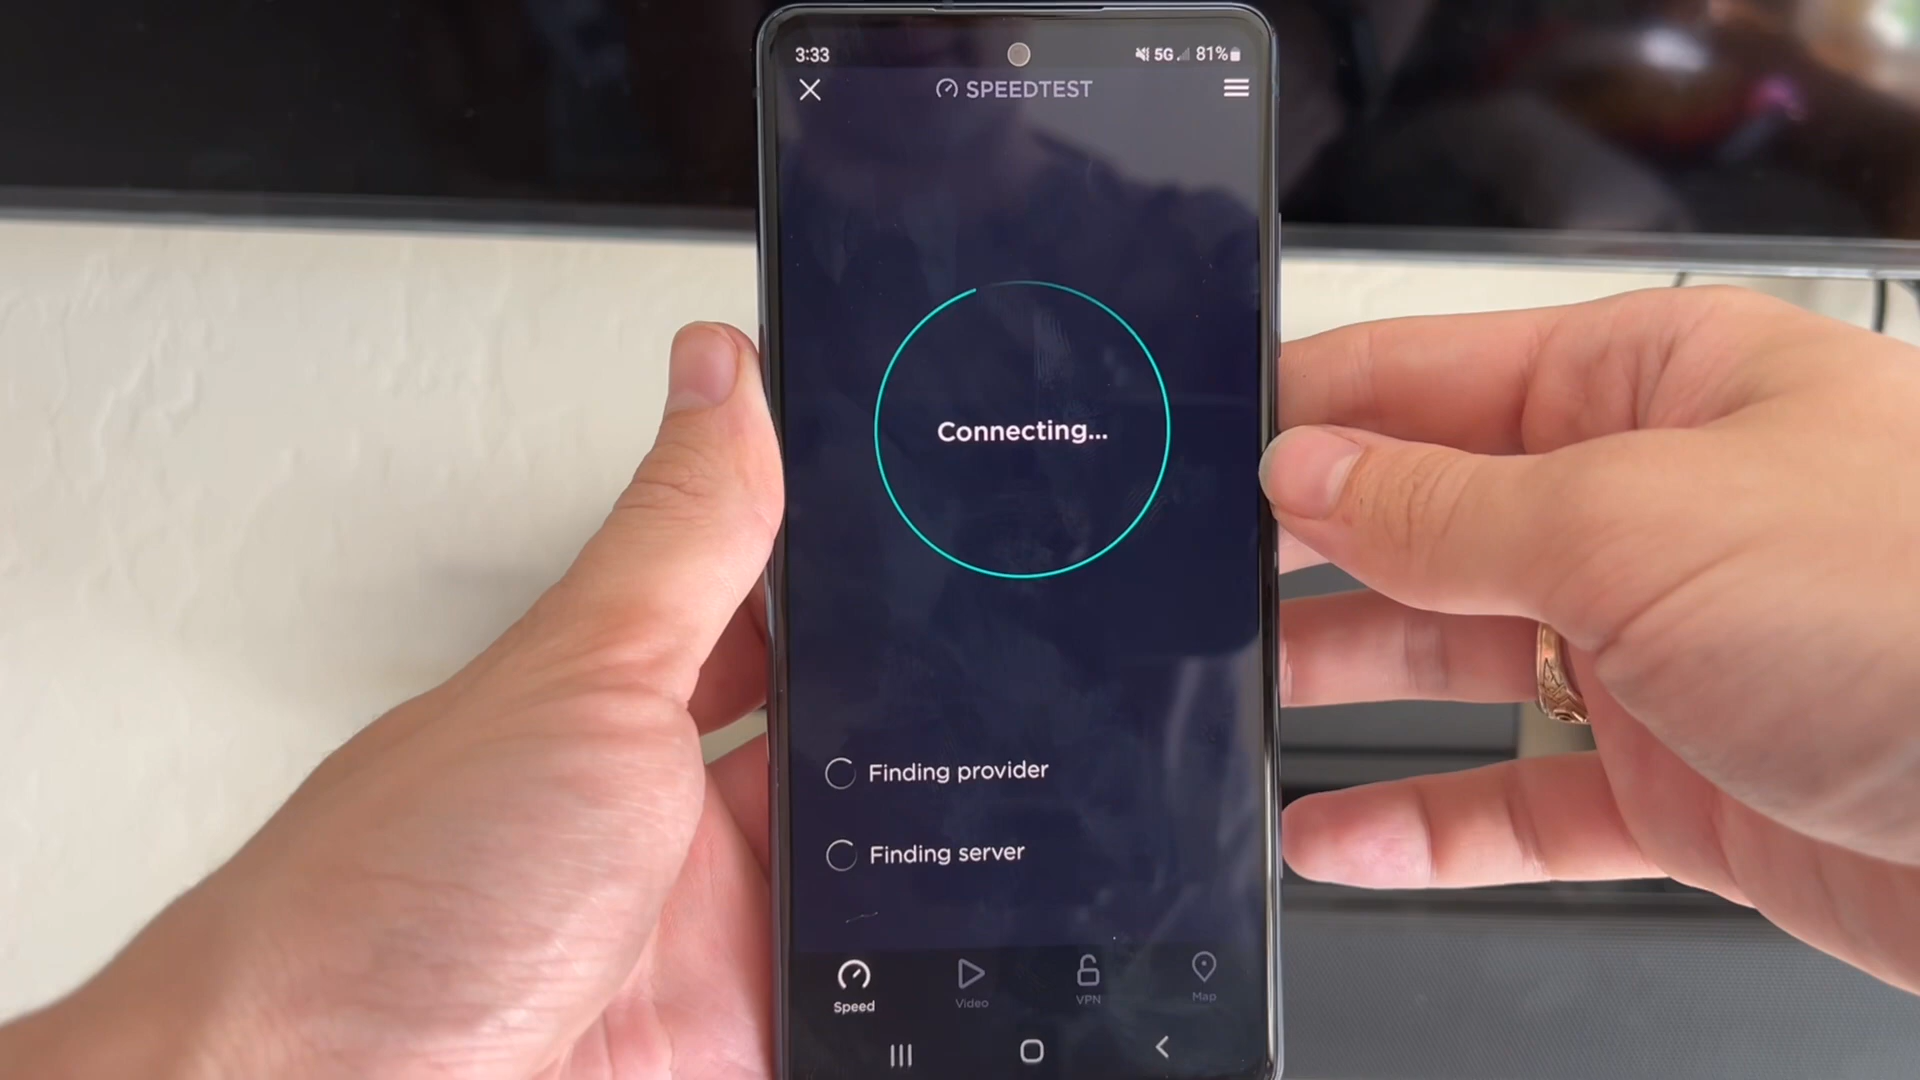 3:33
5G 81%
SPEEDTEST
Connecting...
Finding provider
Finding server
Speed
Video
VPN
Map